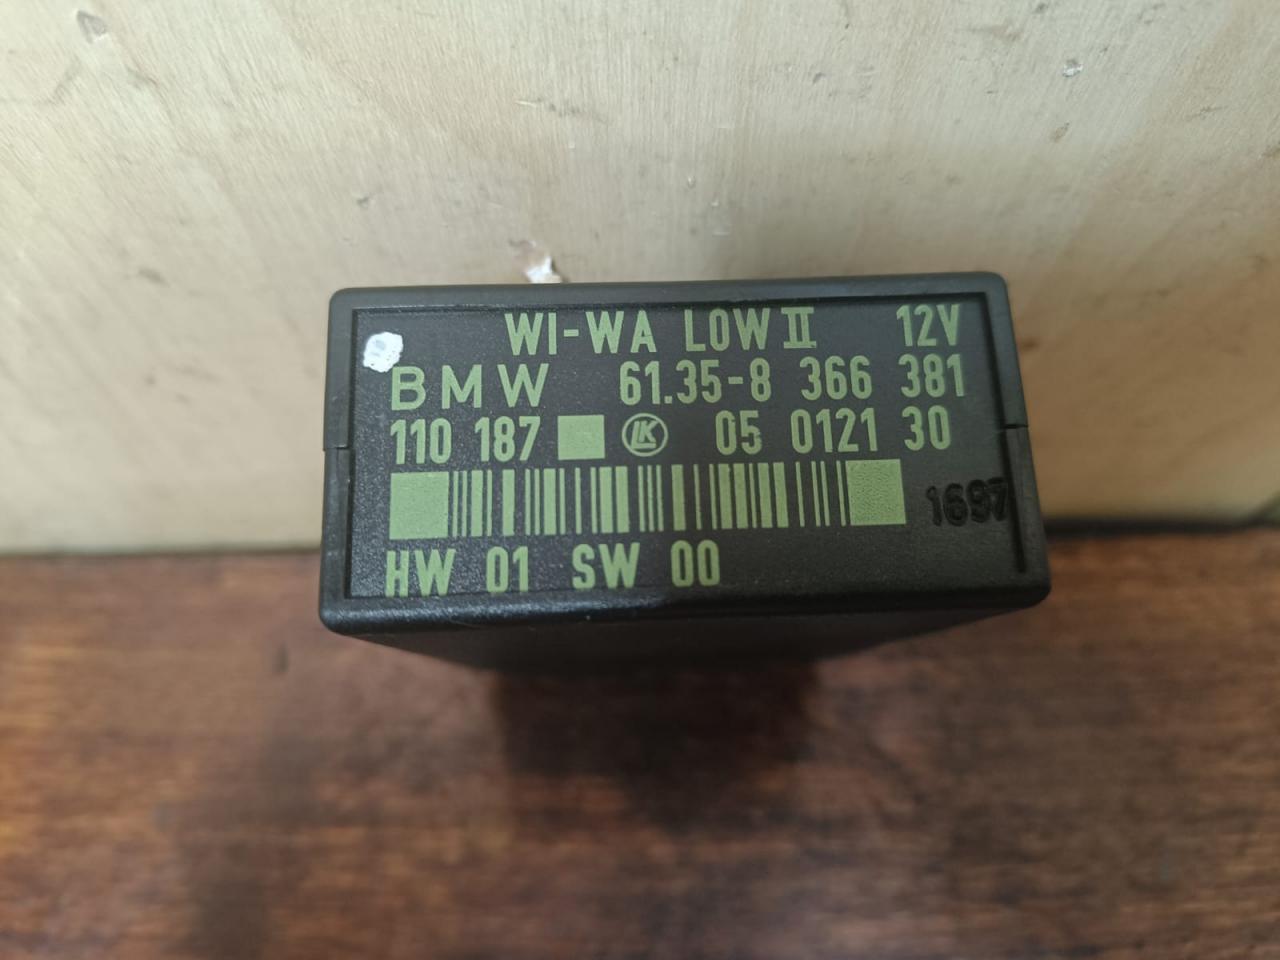 WI-WA LOW II 12V
BMW 61.35-8 366 381
110 187 LK 05 0121 30
1697
HW 01 SW 00